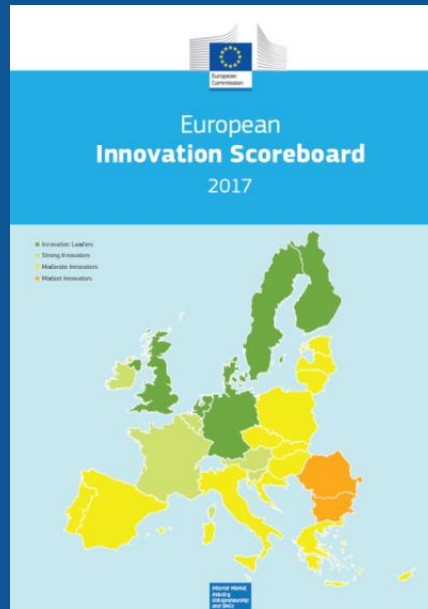 European
Commission
European
Innovation Scoreboard
2017
Innovation Leaders
Strong Innovators
Moderate Innovators
Modest Innovators
Internal Market,
Industry,
Entrepreneurship
and SMEs